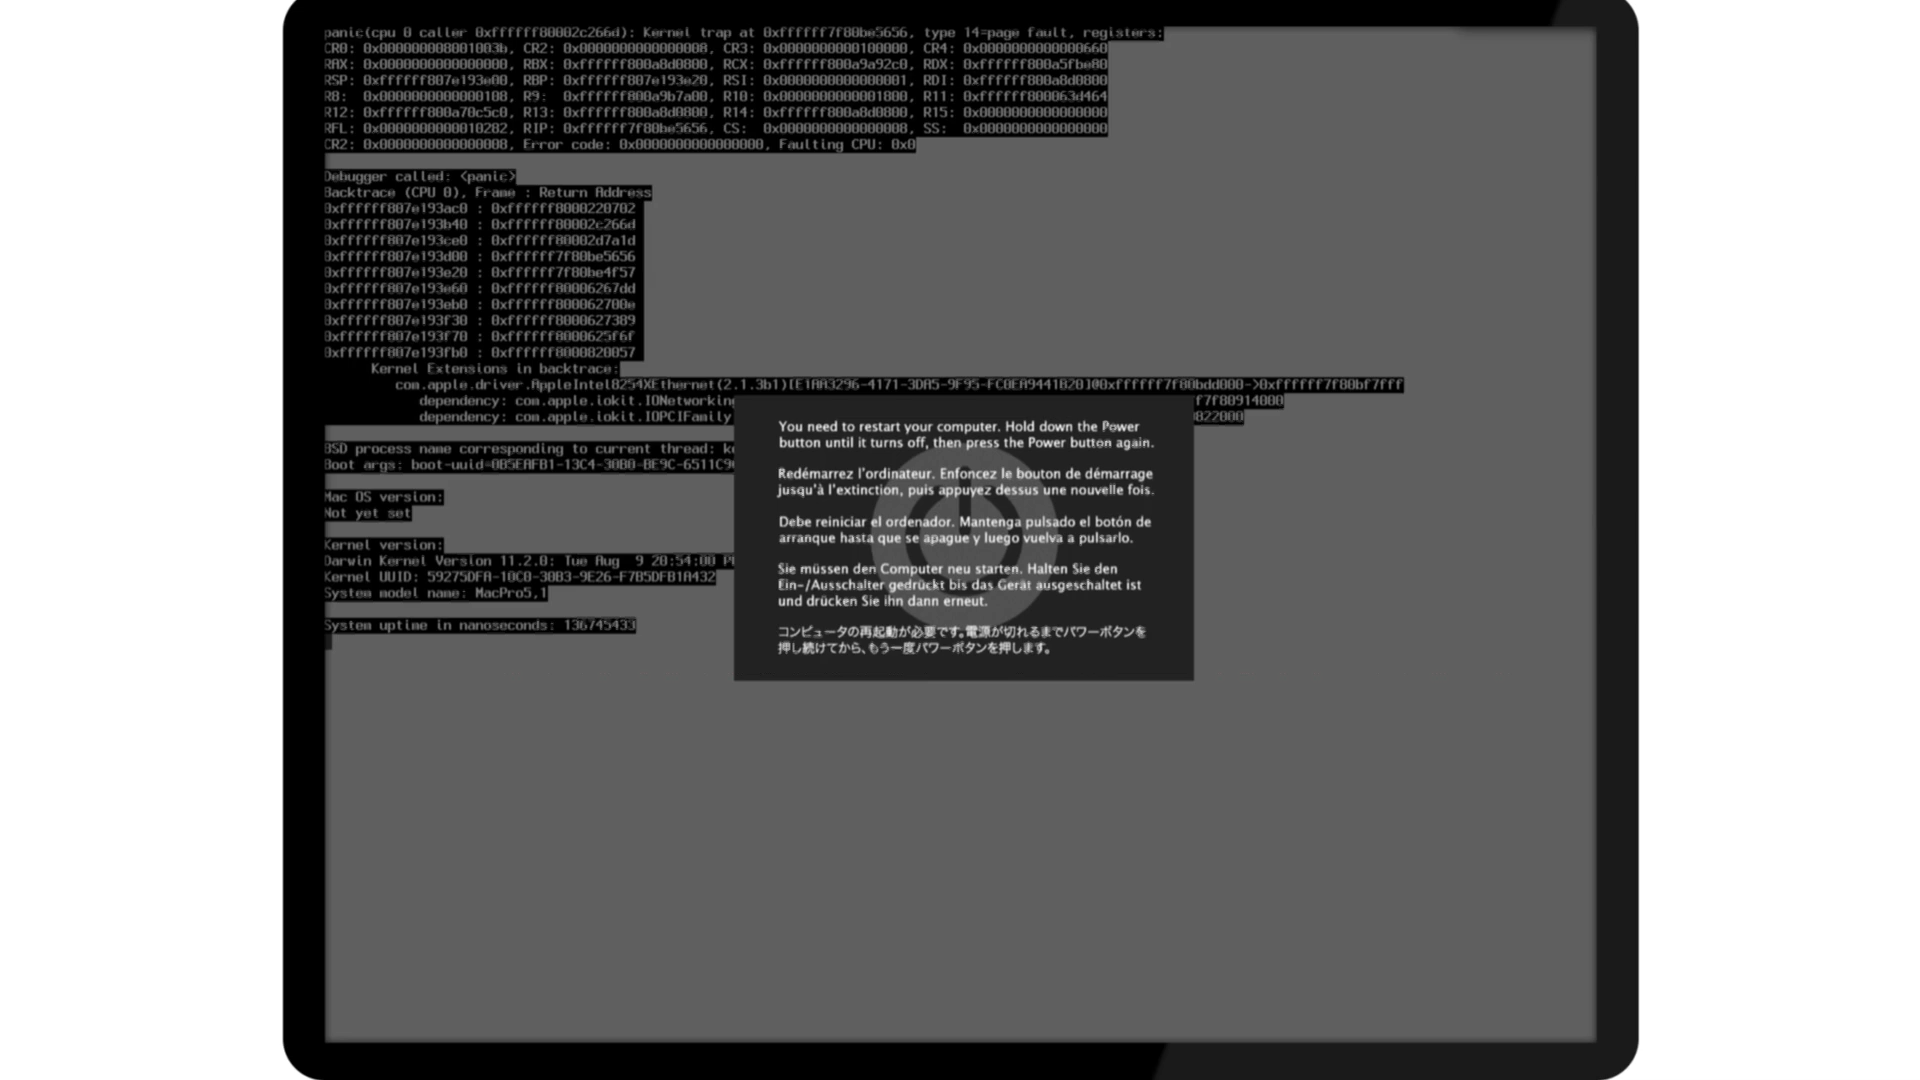 panic(cpu 0 caller 0xffffff80002c266d): Kernel trap at 0xffffff7f80be5656, type 14=page fault, registers:
CR0: 0x000000008001003b, CR2: 0x0000000000000008, CR3: 0x0000000000100000, CR4: 0x0000000000000660
RAX: 0x0000000000000000, RBX: 0xffffff800a8d0800, RCX: 0xffffff800a9a92c0, RDX: 0xffffff800a5fbe80
RSP: 0xffffff807e193e00, RBP: 0xffffff807e193e20, RSI: 0x0000000000000001, RDI: 0xffffff800a8d0800
R8:  0x0000000000000108, R9:  0xffffff800a9b7a00, R10: 0x0000000000001800, R11: 0xffffff800063d464
R12: 0xffffff800a70c5c0, R13: 0xffffff800a8d0800, R14: 0xffffff800a8d0800, R15: 0x0000000000000000
RFL: 0x0000000000010282, RIP: 0xffffff7f80be5656, CS:  0x0000000000000008, SS:  0x0000000000000000
CR2: 0x0000000000000008, Error code: 0x0000000000000000, Faulting CPU: 0x0
Debugger called: <panic>
Backtrace (CPU 0), Frame : Return Address
0xffffff807e193ac0 : 0xffffff8000220702
0xffffff807e193b40 : 0xffffff80002c266d
0xffffff807e193ce0 : 0xffffff80002d7a1d
0xffffff807e193d00 : 0xffffff7f80be5656
0xffffff807e193e20 : 0xffffff7f80be4f57
0xffffff807e193e60 : 0xffffff80006267dd
0xffffff807e193eb0 : 0xffffff800062700e
0xffffff807e193f30 : 0xffffff8000627389
0xffffff807e193f70 : 0xffffff8000625f6f
0xffffff807e193fb0 : 0xffffff8000820057
Kernel Extensions in backtrace:
com.apple.driver.AppleIntel8254XEthernet(2.1.3b1)[E1AA3296-4171-3DA5-9F95-FC0EA9441020]@0xffffff7f80bdd000->0xffffff7f80bf7fff
dependency: com.apple.iokit.IONetworking f7f80914000
dependency: com.apple.iokit.IOPCIFamily 822000
BSD process name corresponding to current thread:
Boot args: boot-uuid=0B5EAFB1-13C4-30B0-BE9C-6511C9
Mac OS version:
Not yet set
Kernel version:
Darwin Kernel Version 11.2.0: Tue Aug  9 20:54:00 P
Kernel UUID: 59275DFA-10C0-30B3-9E26-F7B5DFB1A432
System model name: MacPro5,1
System uptime in nanoseconds: 136745433
You need to restart your computer. Hold down the Power
button until it turns off, then press the Power button again.
Redémarrez l'ordinateur. Enfoncez le bouton de démarrage
jusqu'à l'extinction, puis appuyez dessus une nouvelle fois.
Debe reiniciar el ordenador. Mantenga pulsado el botón de
arranque hasta que se apague y luego vuelva a pulsarlo.
Sie müssen den Computer neu starten. Halten Sie den
Ein-/Ausschalter gedrückt bis das Gerät ausgeschaltet ist
und drücken Sie ihn dann erneut.
コンピュータの再起動が必要です。電源が切れるまでパワーボタンを
押し続けてから、もう一度パワーボタンを押します。